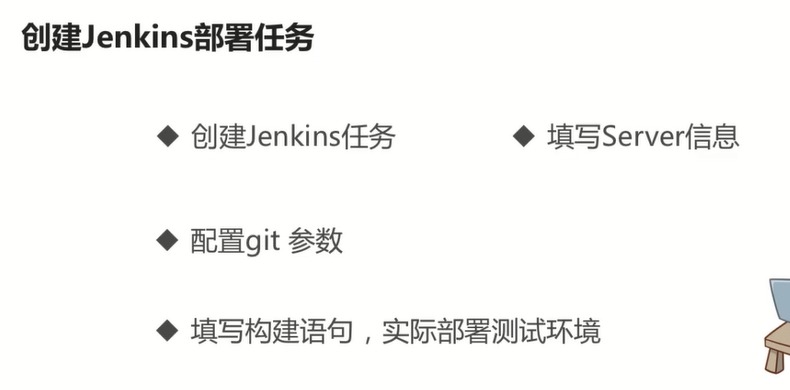 创建Jenkins部署任务
◆ 创建Jenkins任务
◆ 填写Server信息
◆ 配置git 参数
◆ 填写构建语句，实际部署测试环境